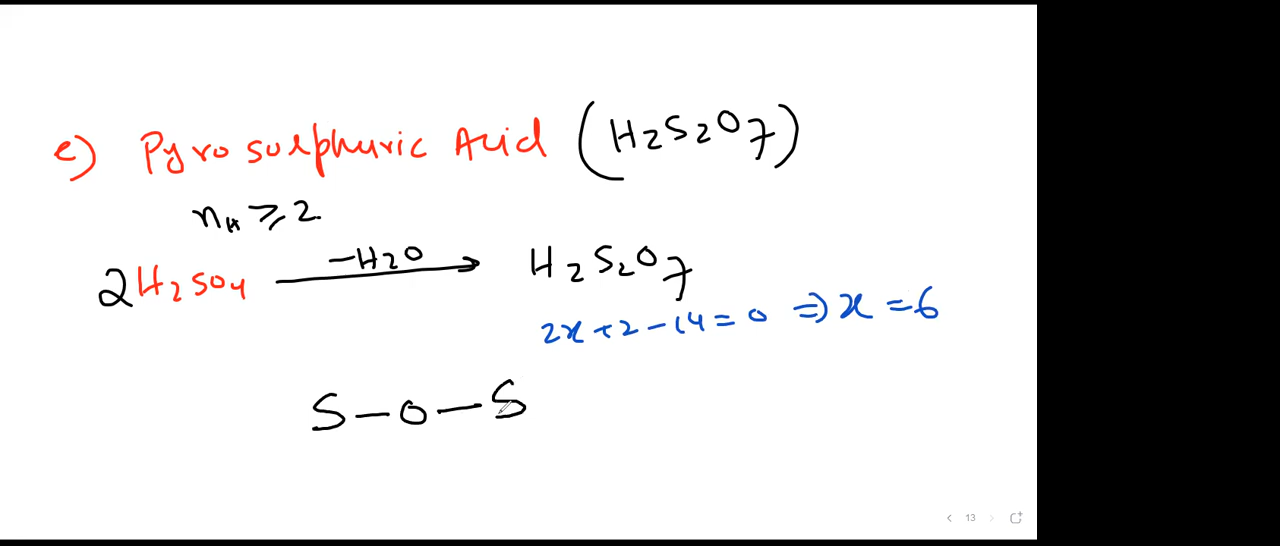 e) Pyrosulphuric Acid (H2S2O7)
nH ⩾ 2
2H2SO4 —H2O→ H2S2O7
2x + 2 - 14 = 0 ⇒ x = 6
S-O-S
13